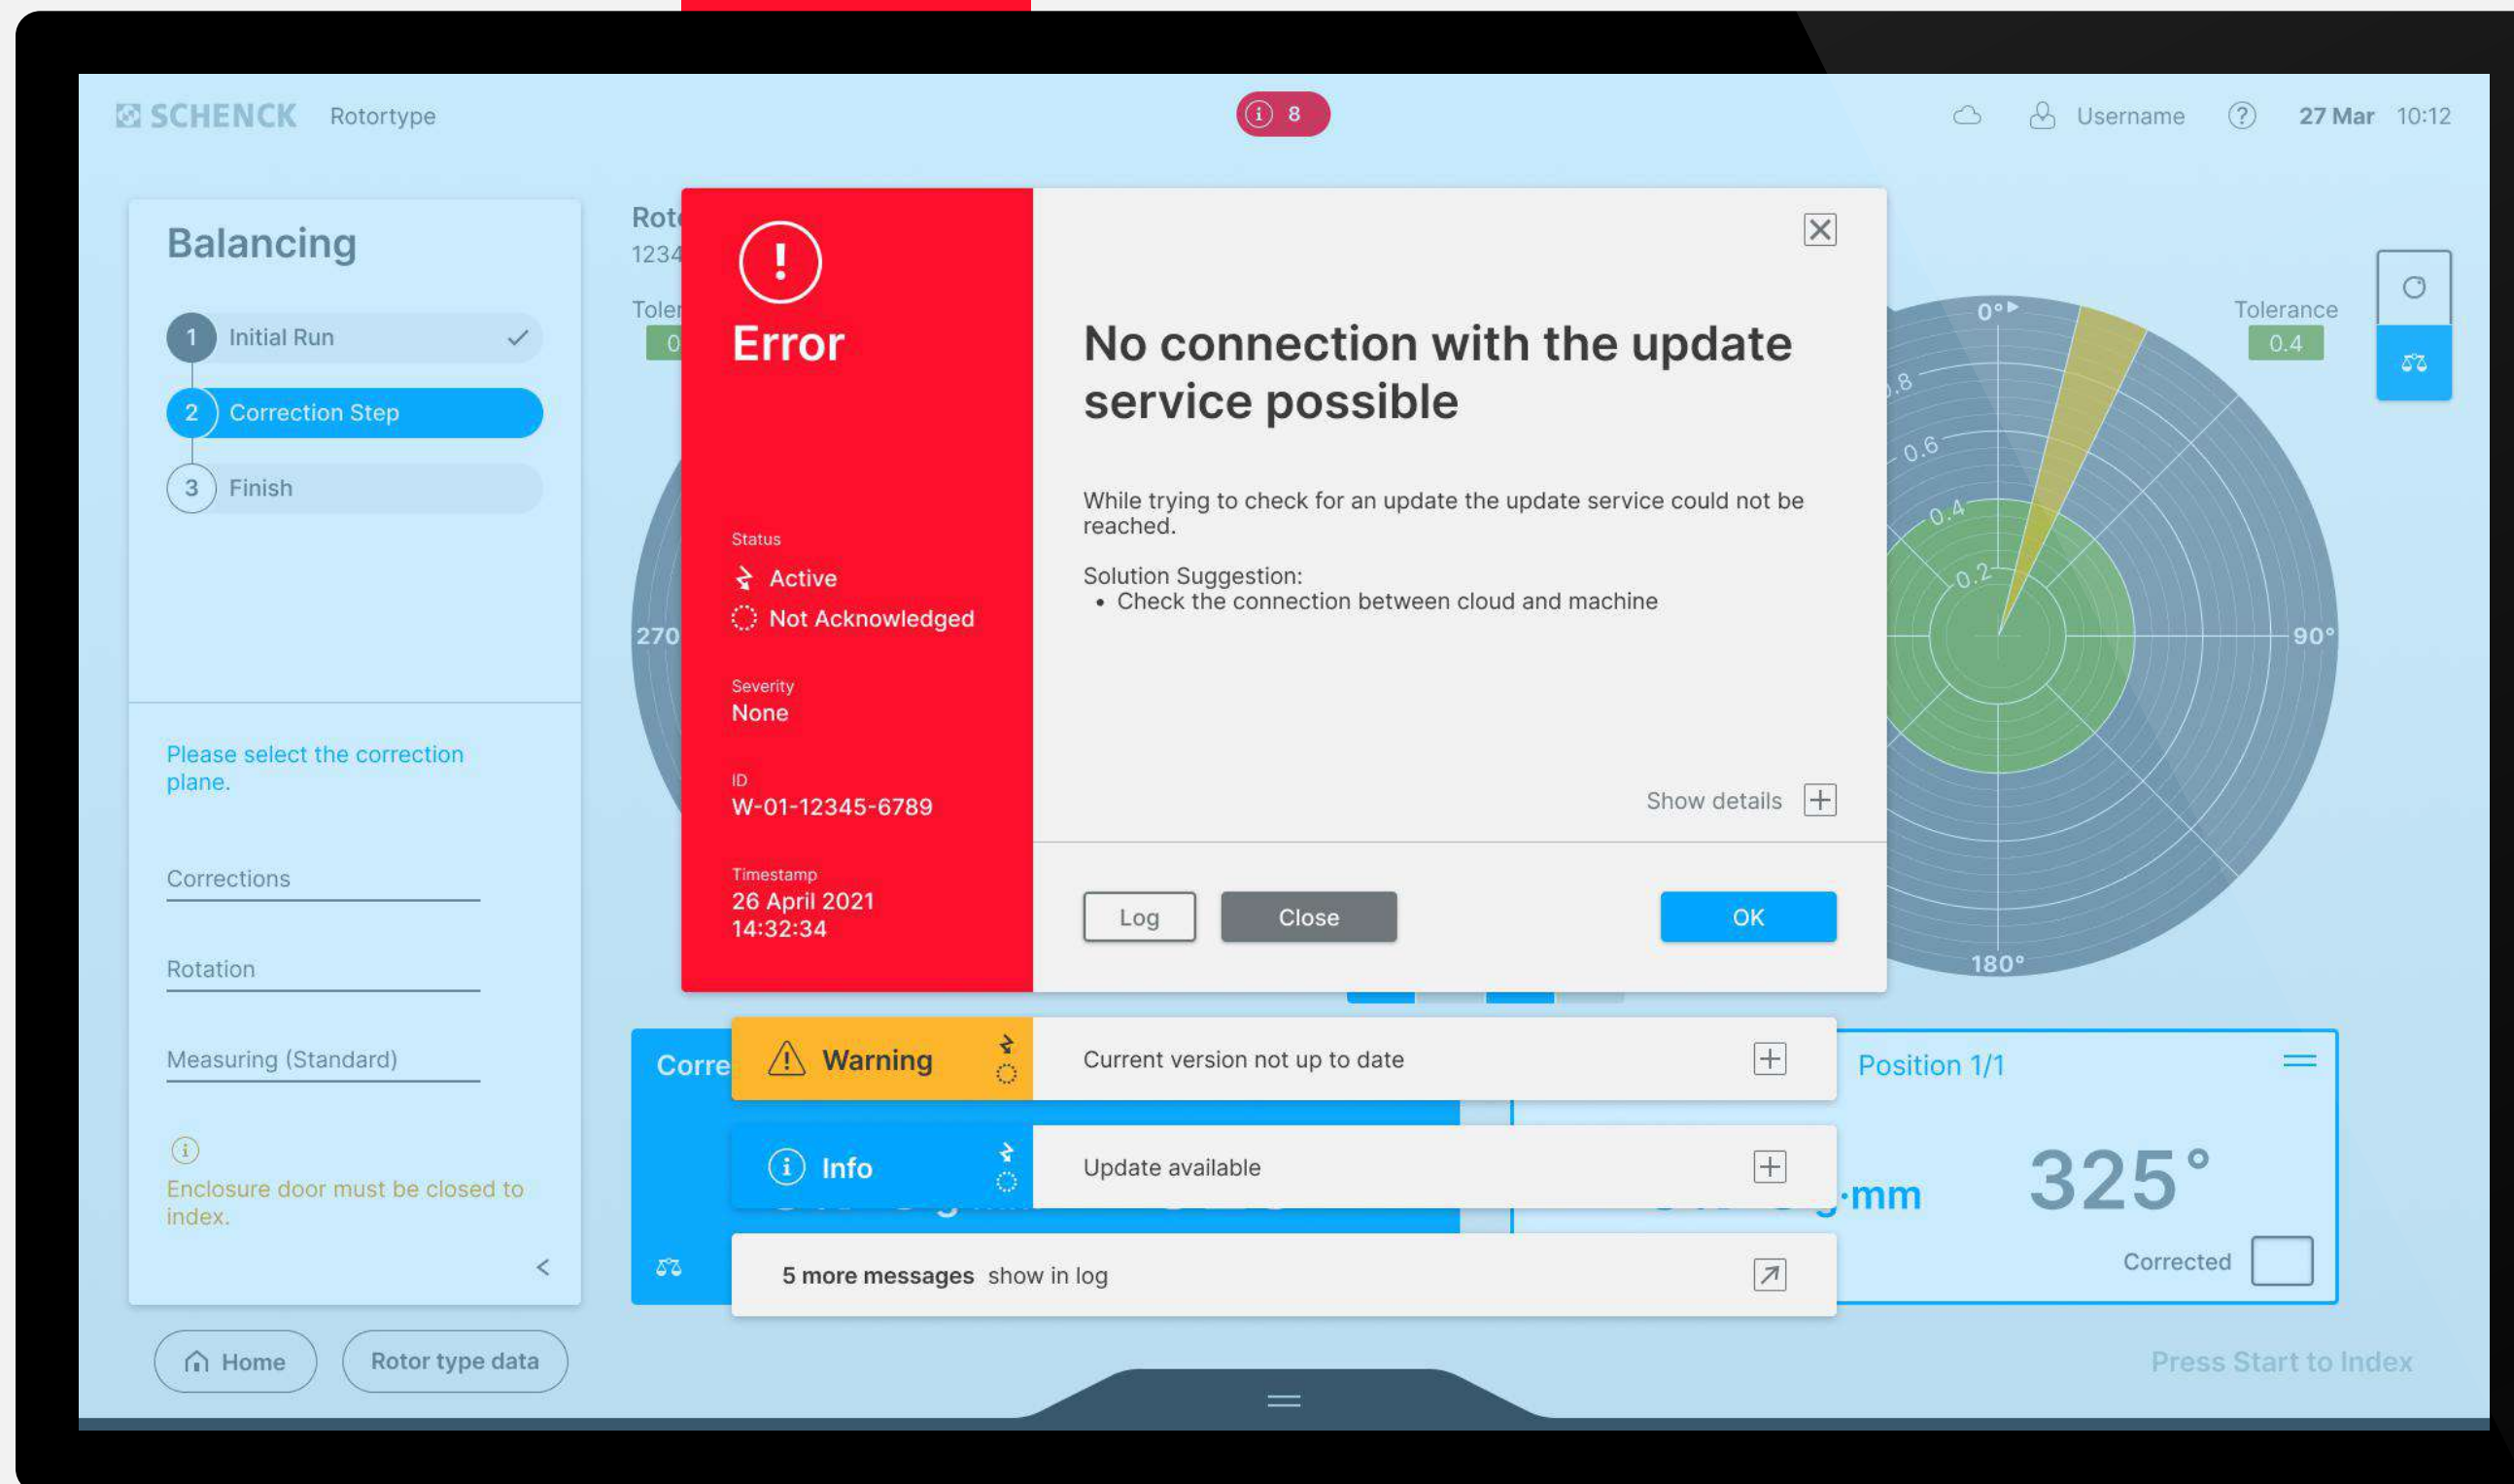 SCHENCK Rotortype
8
Username ? 27 Mar 10:12
Balancing
1 Initial Run
2 Correction Step
3 Finish
Please select the correction
plane.
Corrections
Rotation
Measuring (Standard)
i
Enclosure door must be closed to
index.
<
Home
Rotor type data
1234
270
!
Error
Status
Active
Not Acknowledged
Severity
None
ID
W-01-12345-6789
Timestamp
26 April 2021
14:32:34
No connection with the update
service possible
While trying to check for an update the update service could not be
reached.
Solution Suggestion:
• Check the connection between cloud and machine
Show details
Log
Close
OK
0°
0.6
0.4
0.2
90°
180°
Tolerance
0.4
Warning
Current version not up to date
i Info
Update available
5 more messages show in log
Position 1/1
325°
Corrected
Press Start to Index